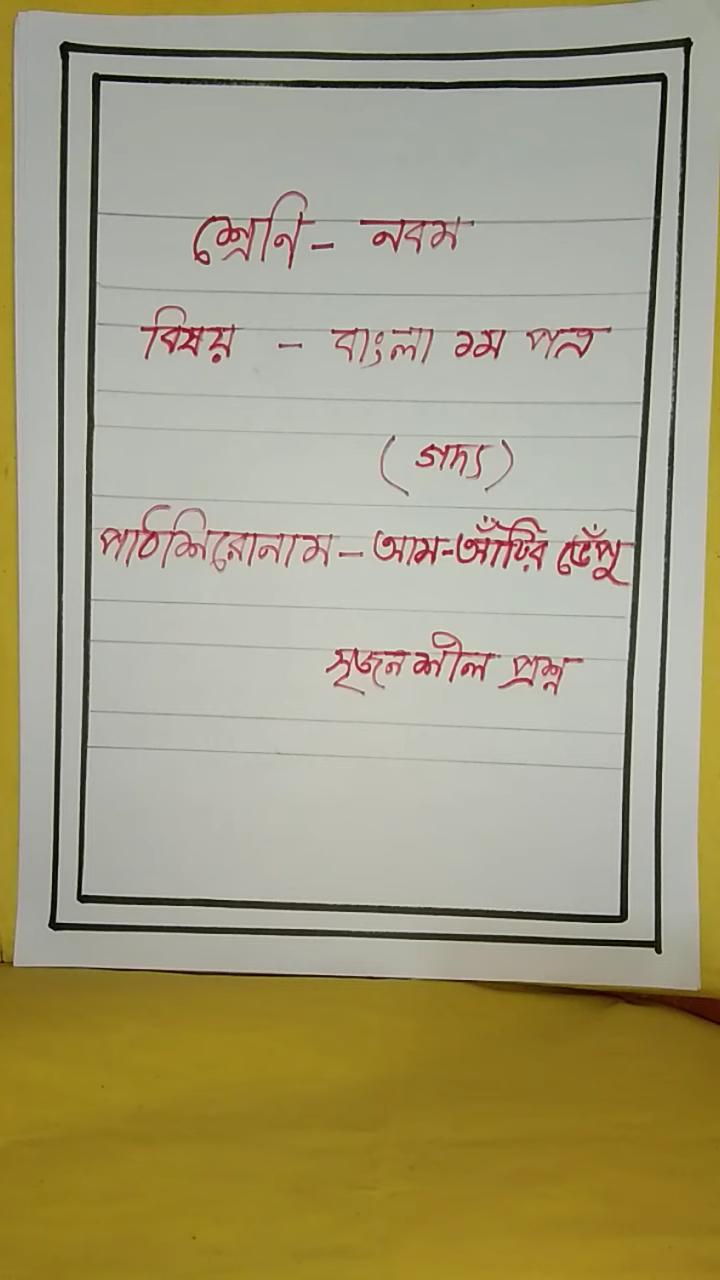 শ্রেনি - নবম
বিষয় - বাংলা ১ম পত্র
(গদ্য)
পাঠশিরোনাম - আম-আঁটির ভেঁপু
সৃজনশীল প্রশ্ন